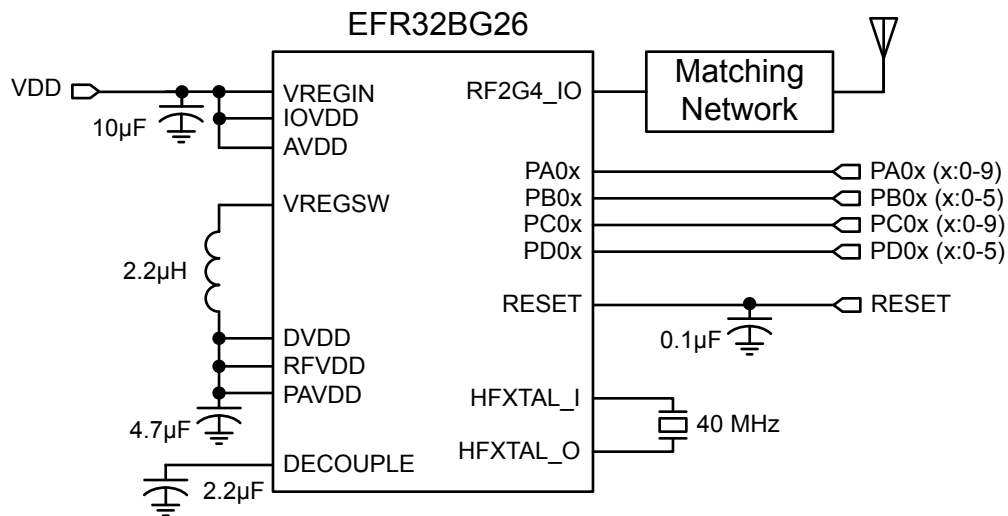 EFR32BG26
VDD
10µF
VREGIN
IOVDD
AVDD
VREGSW
2.2µH
DVDD
RFVDD
PAVDD
4.7µF
DECOUPLE
2.2µF
RF2G4_IO
Matching
Network
PA0x
PA0x (x:0-9)
PB0x
PB0x (x:0-5)
PC0x
PC0x (x:0-9)
PD0x
PD0x (x:0-5)
RESET
RESET
0.1µF
HFXTAL_I
40 MHz
HFXTAL_O